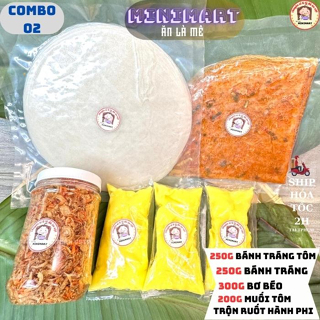 COMBO
02
MINIMART
ĂN LÀ MÊ
SHIP
HỎA
TỐC
2H
250G BÁNH TRÁNG TÔM
250G BÁNH TRÁNG
300G BƠ BÉO
200G MUỐI TÔM
TRỘN RUỐT HÀNH PHI